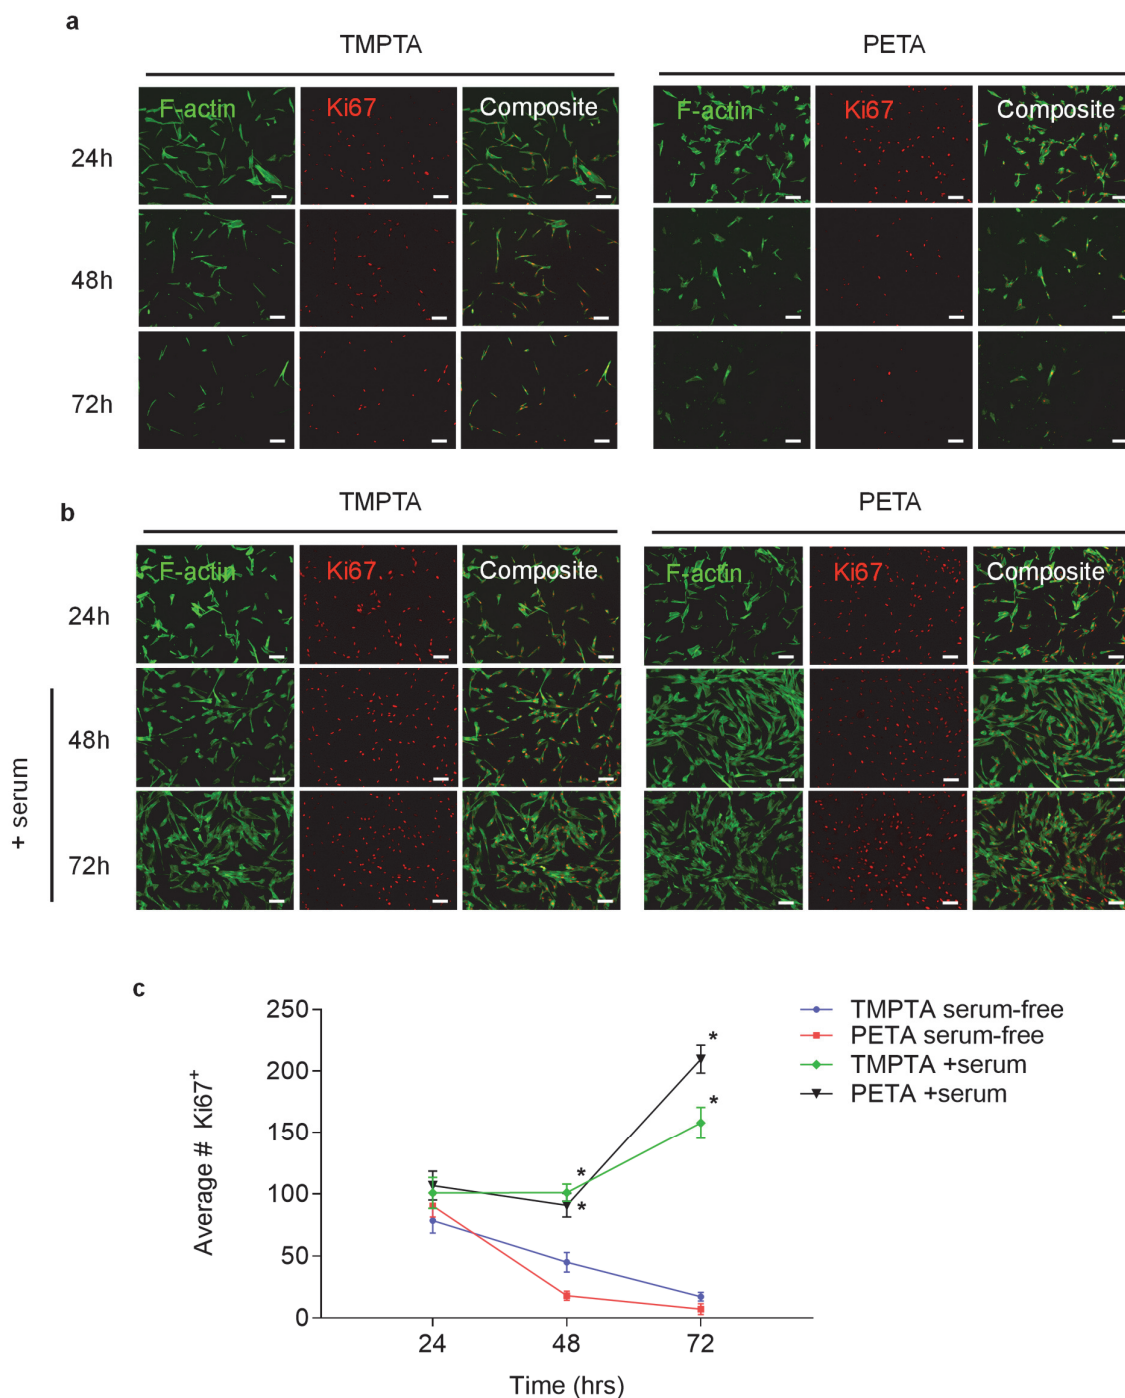 a
TMPTA
PETA
F-actin
Ki67
Composite
F-actin
Ki67
Composite
24h
48h
72h
b
TMPTA
PETA
F-actin
Ki67
Composite
F-actin
Ki67
Composite
24h
48h
72h
+ serum
c
250
200
150
100
50
0
Average # Ki67⁺
24
48
72
Time (hrs)
*
*
*
*
TMPTA serum-free
PETA serum-free
TMPTA +serum
PETA +serum